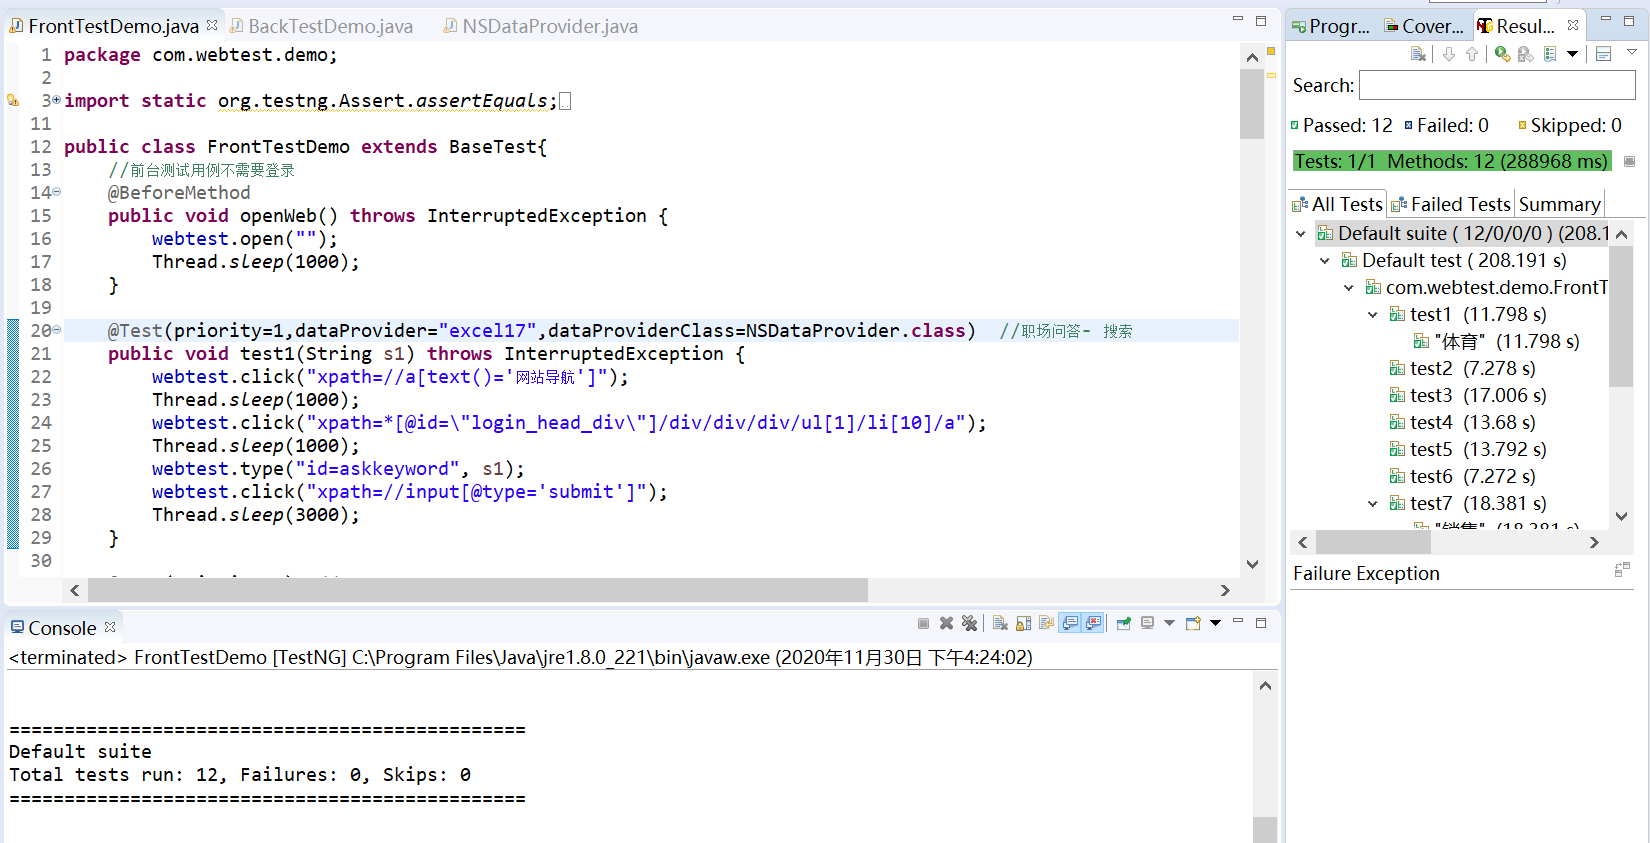 FrontTestDemo.java
BackTestDemo.java
NSDataProvider.java
1 package com.webtest.demo;
2
3 import static org.testng.Assert.assertEquals;
11
12 public class FrontTestDemo extends BaseTest{
13 //前台测试用例不需要登录
14 @BeforeMethod
15 public void openWeb() throws InterruptedException {
16 webtest.open("");
17 Thread.sleep(1000);
18 }
19
20 @Test(priority=1,dataProvider="excel17",dataProviderClass=NSDataProvider.class) //职场问答- 搜索
21 public void test1(String s1) throws InterruptedException {
22 webtest.click("xpath=//a[text()='网站导航']");
23 Thread.sleep(1000);
24 webtest.click("xpath=*[@id=\"login_head_div\"]/div/div/div/ul[1]/li[10]/a");
25 Thread.sleep(1000);
26 webtest.type("id=askkeyword", s1);
27 webtest.click("xpath=//input[@type='submit']");
28 Thread.sleep(3000);
29 }
30
Console
<terminated> FrontTestDemo [TestNG] C:\Program Files\Java\jre1.8.0_221\bin\javaw.exe (2020年11月30日 下午4:24:02)
===============================================
Default suite
Total tests run: 12, Failures: 0, Skips: 0
===============================================
Progr... Cover... Resul...
Search:
Passed: 12 Failed: 0 Skipped: 0
Tests: 1/1 Methods: 12 (288968 ms)
All Tests Failed Tests Summary
Default suite ( 12/0/0/0 ) (208.1
Default test ( 208.191 s)
com.webtest.demo.FrontT
test1 (11.798 s)
"体育" (11.798 s)
test2 (7.278 s)
test3 (17.006 s)
test4 (13.68 s)
test5 (13.792 s)
test6 (7.272 s)
test7 (18.381 s)
"销售" (18.381 s)
Failure Exception